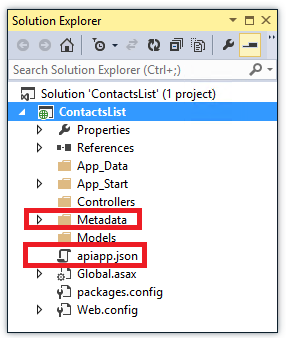 Solution Explorer
Search Solution Explorer (Ctrl+;)
Solution 'ContactsList' (1 project)
ContactsList
Properties
References
App_Data
App_Start
Controllers
Metadata
Models
apiapp.json
Global.asax
packages.config
Web.config